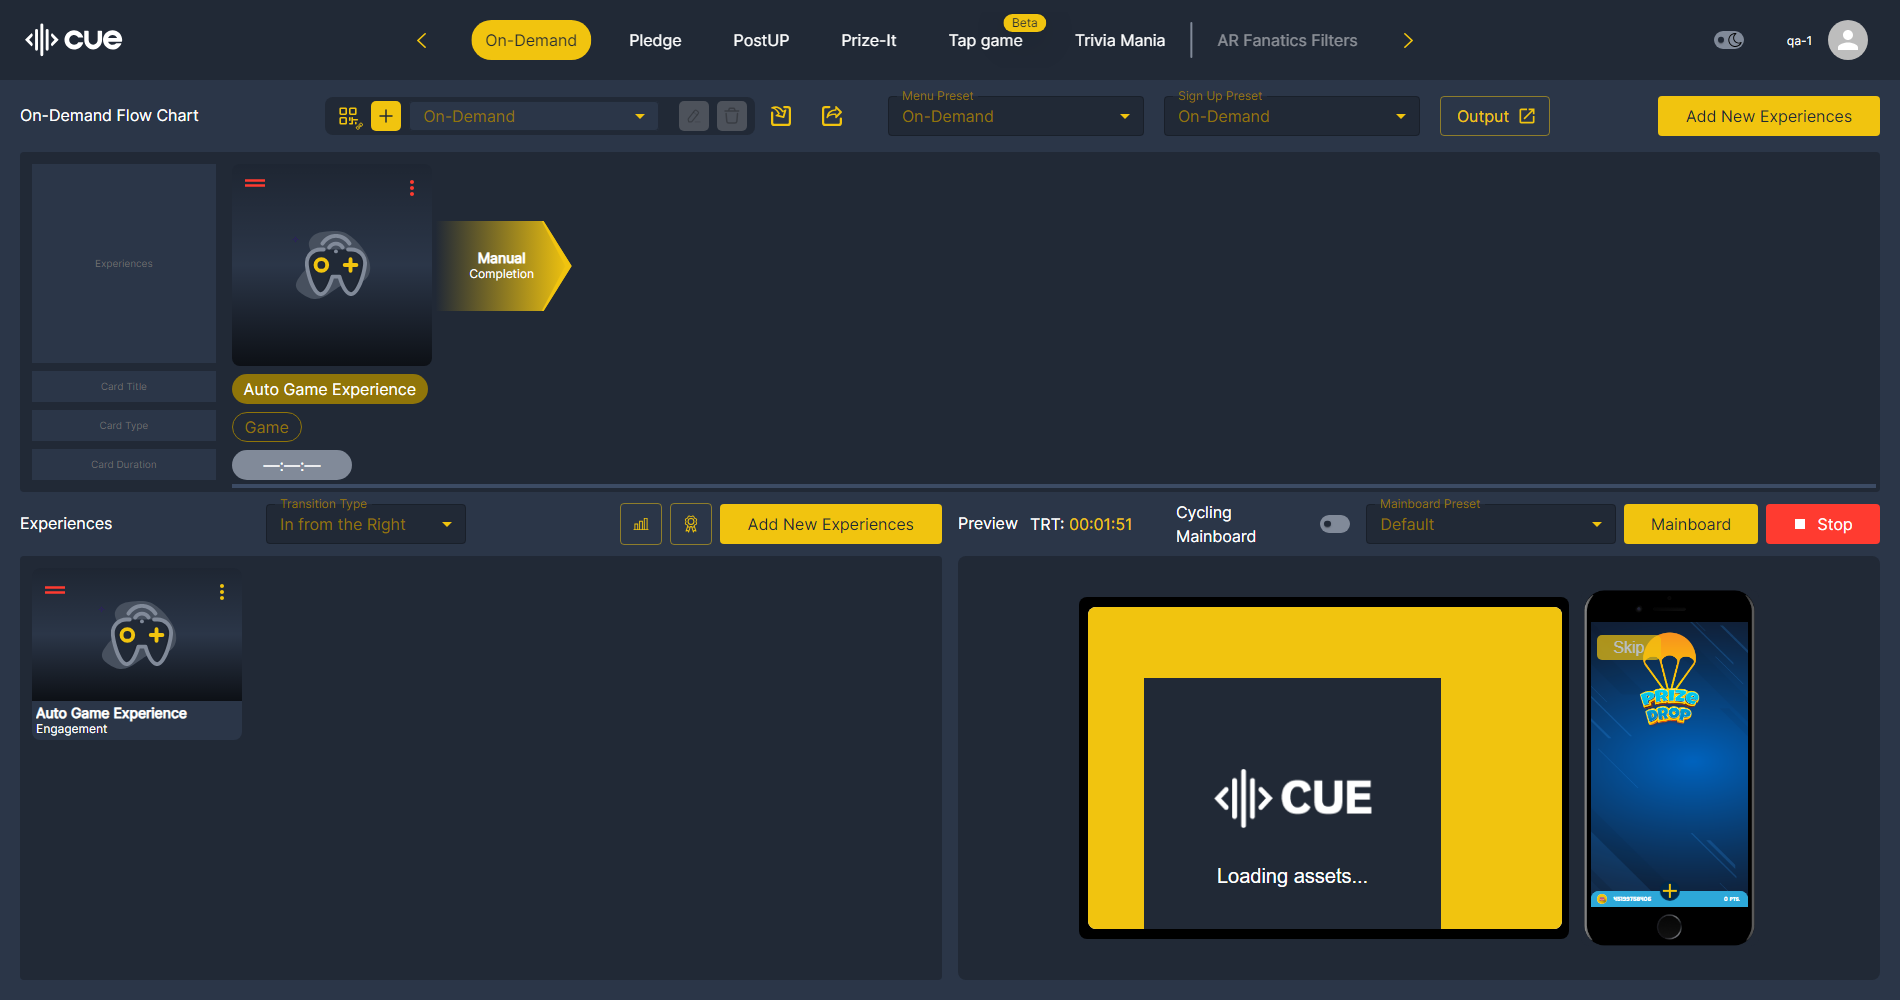 CUE
On-Demand
Pledge
PostUP
Prize-It
Tap game
Beta
Trivia Mania
AR Fanatics Filters
qa-1
On-Demand Flow Chart
On-Demand
Menu Preset
On-Demand
Sign Up Preset
On-Demand
Output
Add New Experiences
Experiences
Manual
Completion
Card Title
Auto Game Experience
Card Type
Game
Card Duration
—:—:—
Experiences
Transition Type
In from the Right
Add New Experiences
Preview
TRT: 00:01:51
Cycling
Mainboard
Mainboard Preset
Default
Mainboard
Stop
Auto Game Experience
Engagement
CUE
Loading assets...
Skip
PRIZE
DROP
0 PTS.